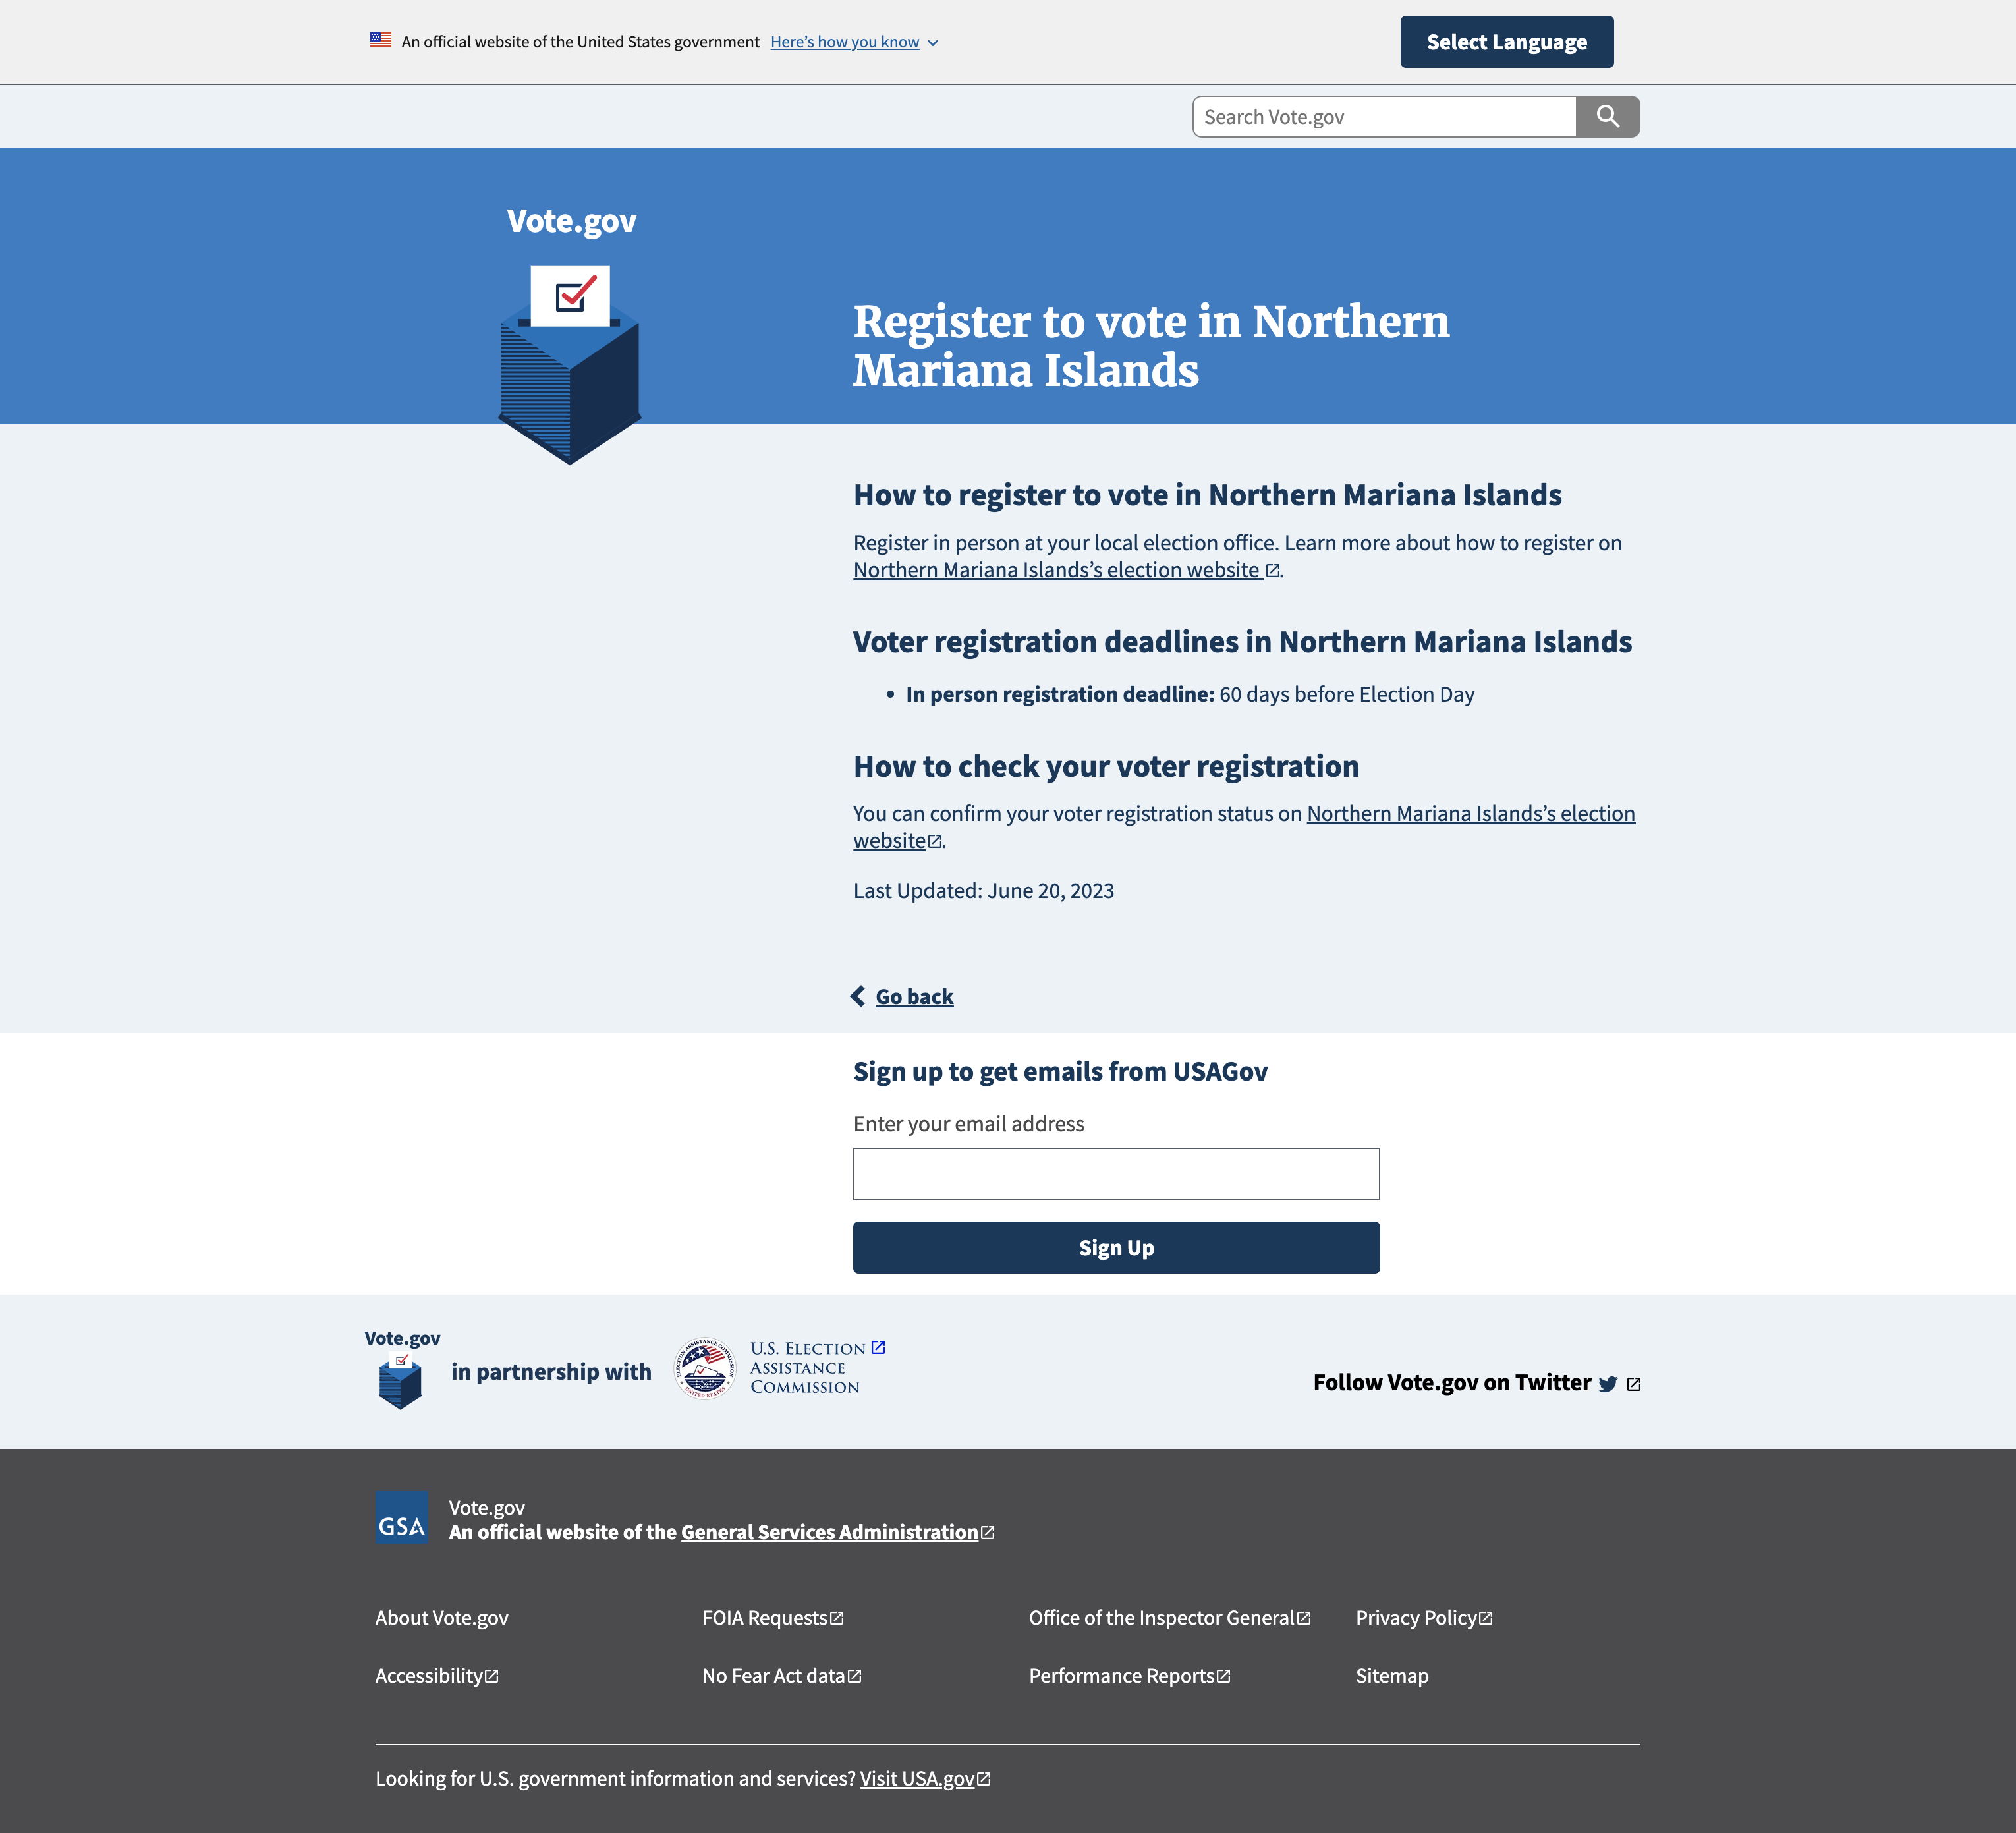 An official website of the United States government Here's how you know
Select Language
Search Vote.gov
Vote.gov
Register to vote in Northern
Mariana Islands
How to register to vote in Northern Mariana Islands
Register in person at your local election office. Learn more about how to register on
Northern Mariana Islands's election website.
Voter registration deadlines in Northern Mariana Islands
• In person registration deadline: 60 days before Election Day
How to check your voter registration
You can confirm your voter registration status on Northern Mariana Islands's election
website.
Last Updated: June 20, 2023
Go back
Sign up to get emails from USAGov
Enter your email address
Sign Up
Vote.gov
in partnership with
ELECTION ASSISTANCE COMMISSION
UNITED STATES
U.S. ELECTION
ASSISTANCE
COMMISSION
Follow Vote.gov on Twitter
GSA
Vote.gov
An official website of the General Services Administration
About Vote.gov FOIA Requests Office of the Inspector General Privacy Policy
Accessibility No Fear Act data Performance Reports Sitemap
Looking for U.S. government information and services? Visit USA.gov